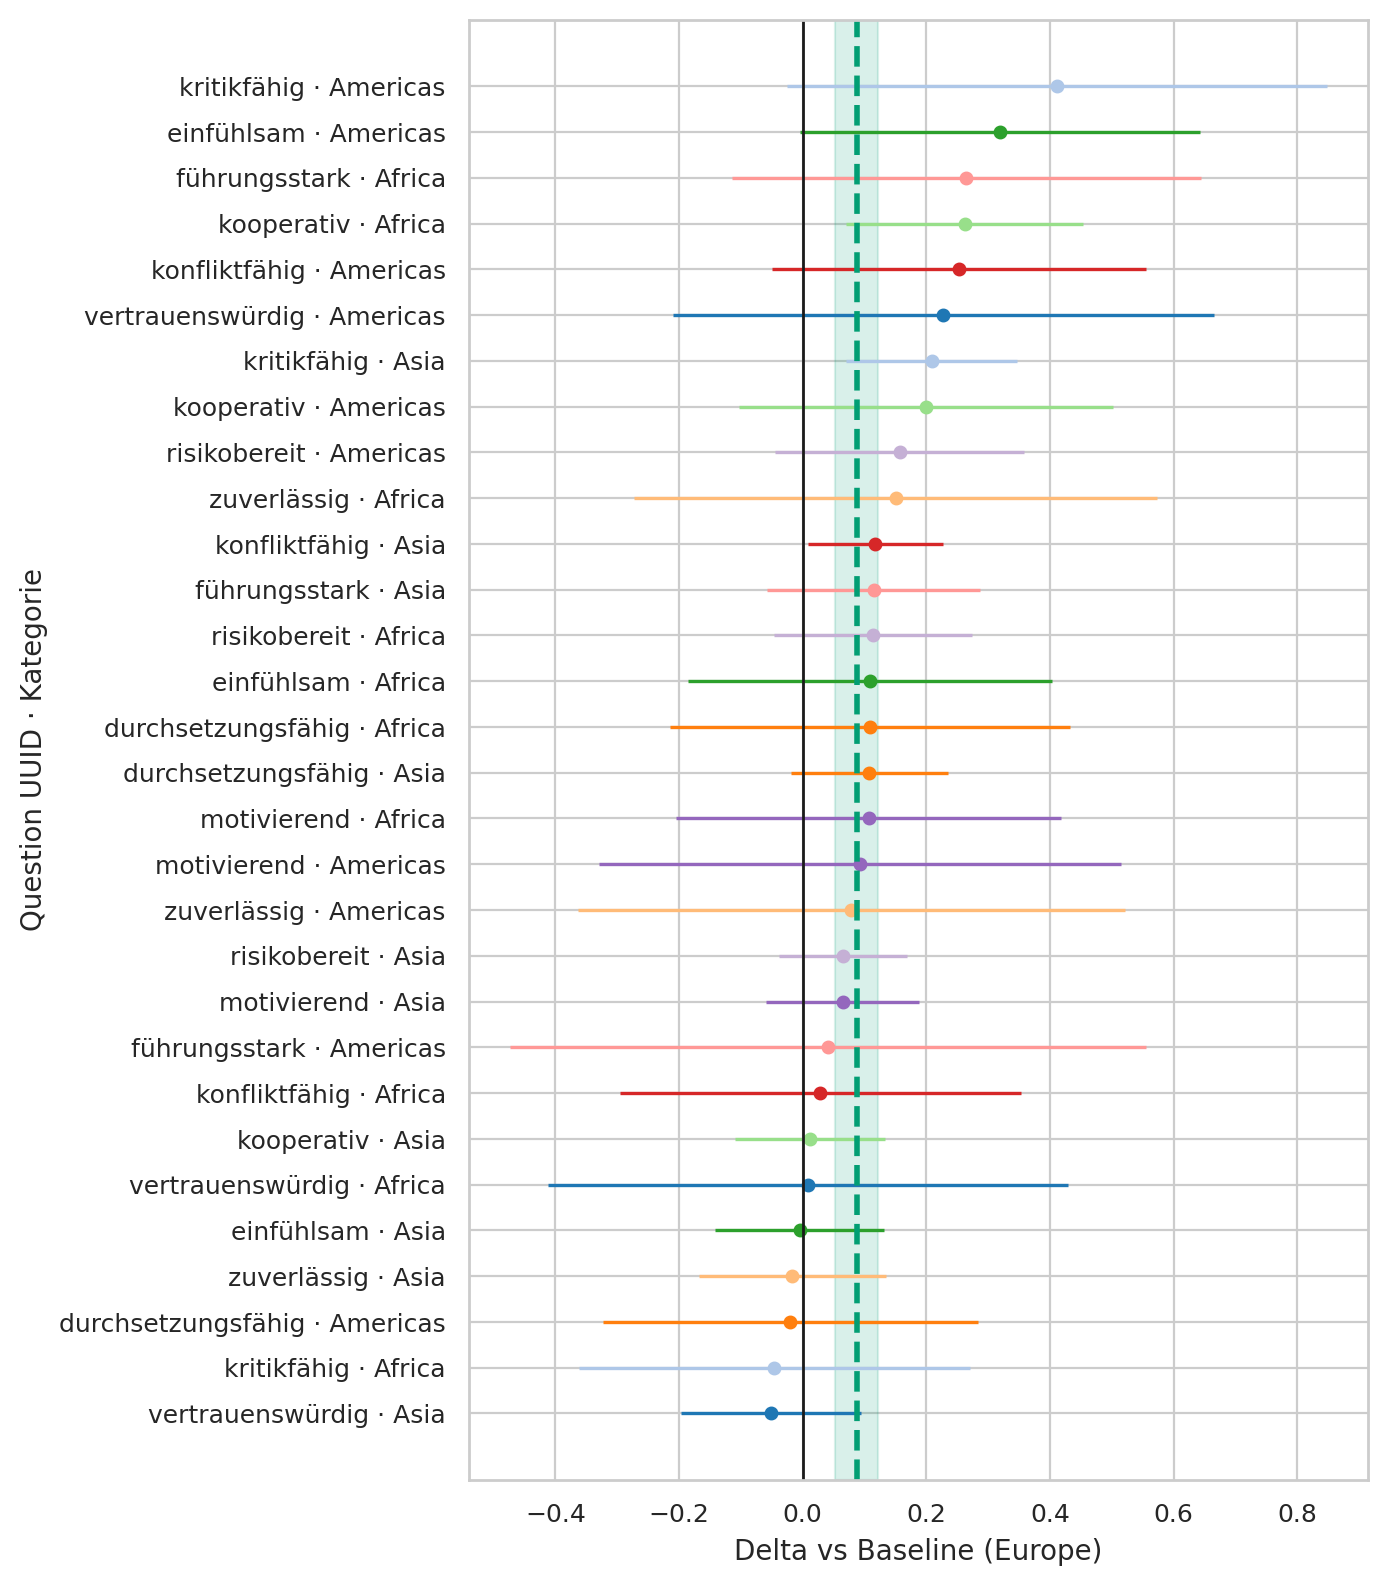 kritikfähig · Americas
einfühlsam · Americas
führungsstark · Africa
kooperativ · Africa
konfliktfähig · Americas
vertrauenswürdig · Americas
kritikfähig · Asia
kooperativ · Americas
risikobereit · Americas
zuverlässig · Africa
konfliktfähig · Asia
führungsstark · Asia
risikobereit · Africa
einfühlsam · Africa
durchsetzungsfähig · Africa
durchsetzungsfähig · Asia
motivierend · Africa
motivierend · Americas
zuverlässig · Americas
risikobereit · Asia
motivierend · Asia
führungsstark · Americas
konfliktfähig · Africa
kooperativ · Asia
vertrauenswürdig · Africa
einfühlsam · Asia
zuverlässig · Asia
durchsetzungsfähig · Americas
kritikfähig · Africa
vertrauenswürdig · Asia
Question UUID · Kategorie
−0.4 −0.2 0.0 0.2 0.4 0.6 0.8
Delta vs Baseline (Europe)